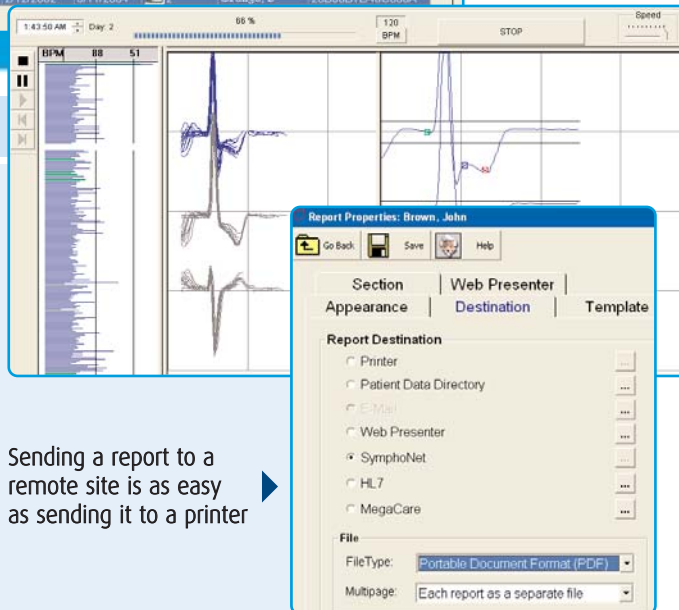 1:43:50 AM Day: 2
66 %
120
BPM
STOP
Speed
BPM 88 51
Report Properties: Brown, John
Go Back Save Help
Section Web Presenter
Appearance Destination Template
Report Destination
Printer
Patient Data Directory
E-Mail
Web Presenter
SymphoNet
HL7
MegaCare
File
FileType: Portable Document Format (PDF)
Multipage: Each report as a separate file
Sending a report to a
remote site is as easy
as sending it to a printer